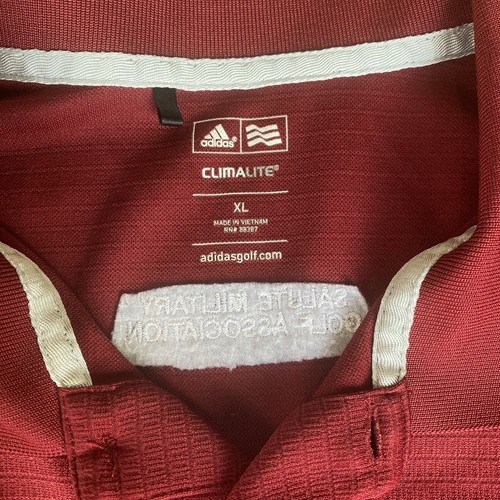 adidas
CLIMALITE®
XL
MADE IN VIETNAM
RN# 88387
adidasgolf.com
SALUTE MILITARY
GOLF ASSOCIATION